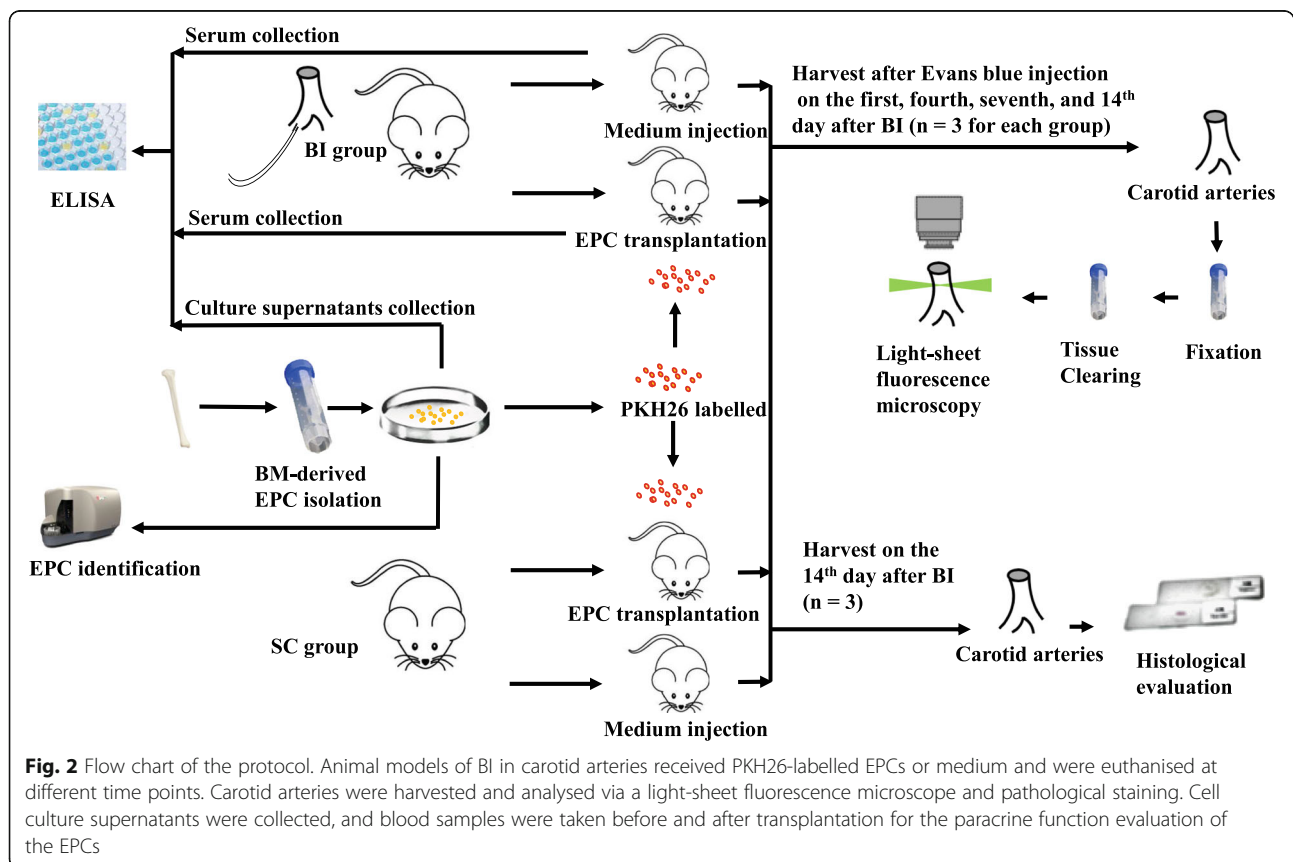 Serum collection
Medium injection
Harvest after Evans blue injection
on the first, fourth, seventh, and 14th
day after BI (n = 3 for each group)
BI group
ELISA
Carotid arteries
Serum collection
EPC transplantation
Culture supernatants collection
Light-sheet
fluorescence
microscopy
Tissue
Clearing
Fixation
PKH26 labelled
BM-derived
EPC isolation
EPC identification
SC group
EPC transplantation
Harvest on the
14th day after BI
(n = 3)
Carotid arteries
Histological
evaluation
Medium injection
Fig. 2 Flow chart of the protocol. Animal models of BI in carotid arteries received PKH26-labelled EPCs or medium and were euthanised at
different time points. Carotid arteries were harvested and analysed via a light-sheet fluorescence microscope and pathological staining. Cell
culture supernatants were collected, and blood samples were taken before and after transplantation for the paracrine function evaluation of
the EPCs